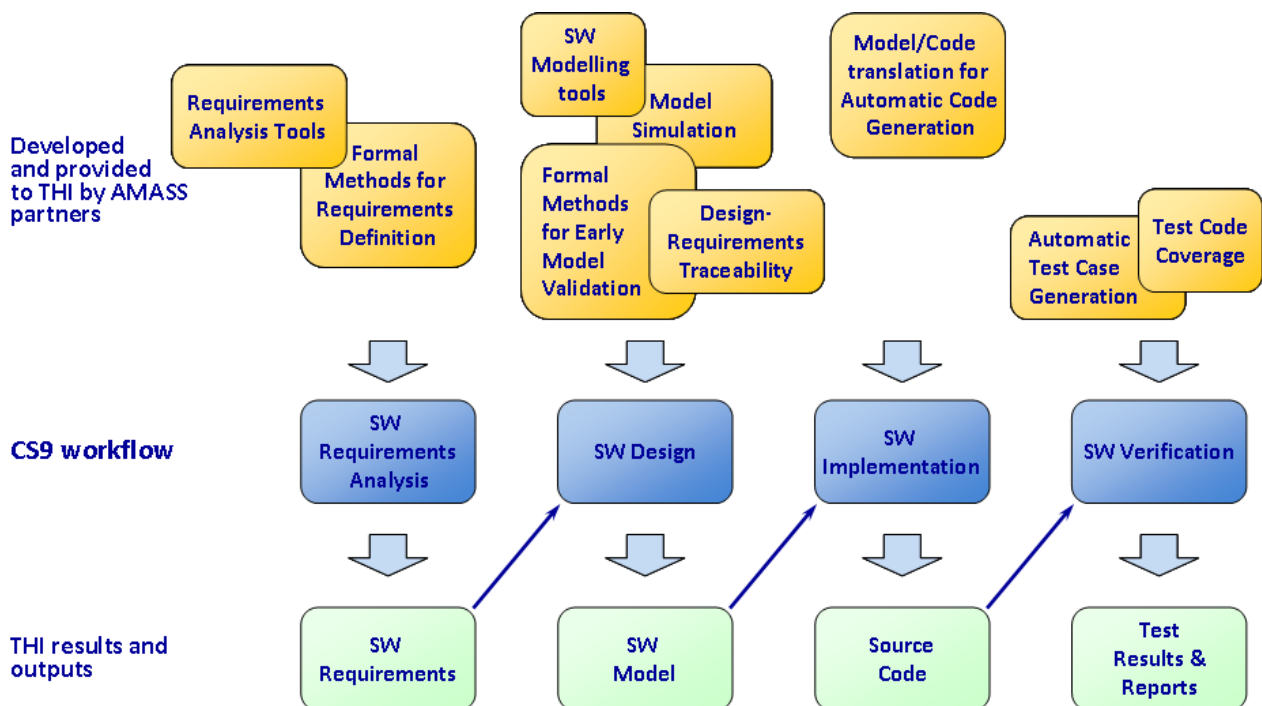 Developed
and provided
to THI by AMASS
partners
Requirements
Analysis Tools
Formal
Methods for
Requirements
Definition
SW
Modelling
tools
Model
Simulation
Formal
Methods
for Early
Model
Validation
Design-
Requirements
Traceability
Model/Code
translation for
Automatic Code
Generation
Automatic
Test Case
Generation
Test Code
Coverage
CS9 workflow
SW
Requirements
Analysis
SW Design
SW
Implementation
SW Verification
THI results and
outputs
SW
Requirements
SW
Model
Source
Code
Test
Results &
Reports